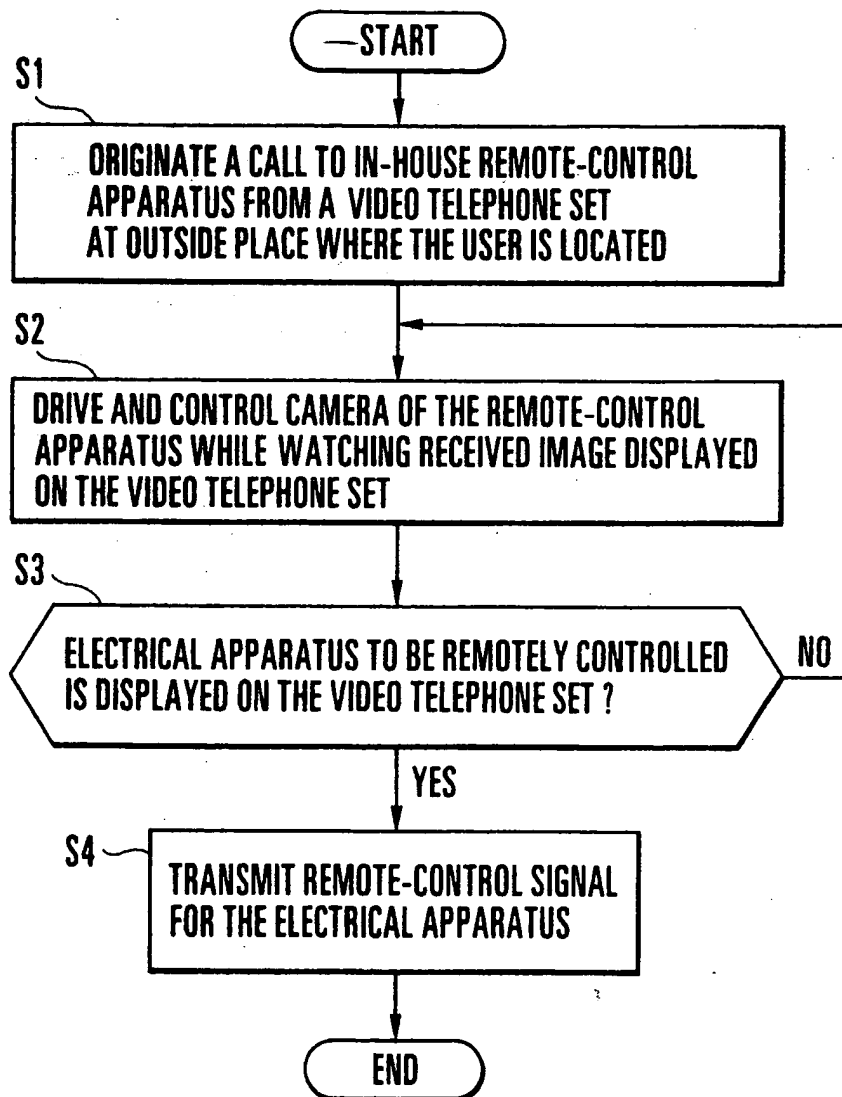 START
S1
ORIGINATE A CALL TO IN-HOUSE REMOTE-CONTROL
APPARATUS FROM A VIDEO TELEPHONE SET
AT OUTSIDE PLACE WHERE THE USER IS LOCATED
S2
DRIVE AND CONTROL CAMERA OF THE REMOTE-CONTROL
APPARATUS WHILE WATCHING RECEIVED IMAGE DISPLAYED
ON THE VIDEO TELEPHONE SET
S3
ELECTRICAL APPARATUS TO BE REMOTELY CONTROLLED
IS DISPLAYED ON THE VIDEO TELEPHONE SET ?
NO
YES
S4
TRANSMIT REMOTE-CONTROL SIGNAL
FOR THE ELECTRICAL APPARATUS
END